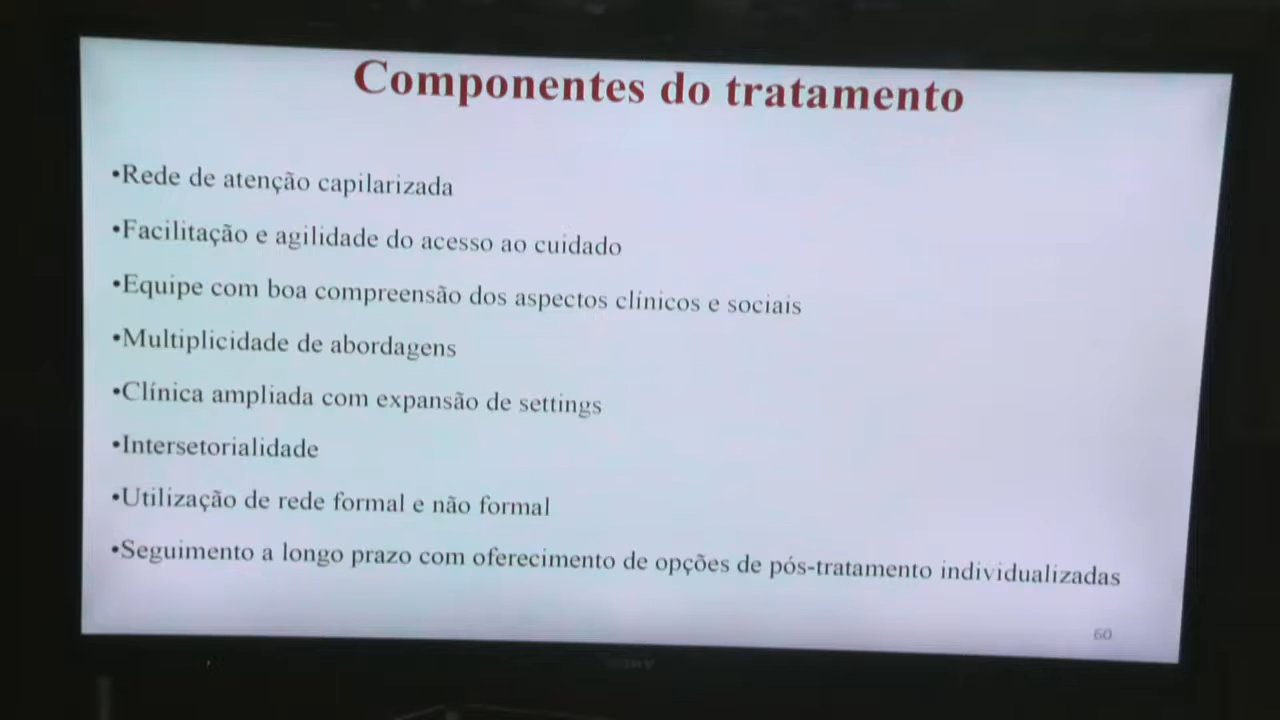 Componentes do tratamento
•Rede de atenção capilarizada
•Facilitação e agilidade do acesso ao cuidado
•Equipe com boa compreensão dos aspectos clínicos e sociais
•Multiplicidade de abordagens
•Clínica ampliada com expansão de settings
•Intersetorialidade
•Utilização de rede formal e não formal
•Seguimento a longo prazo com oferecimento de opções de pós-tratamento individualizadas
60
SONY